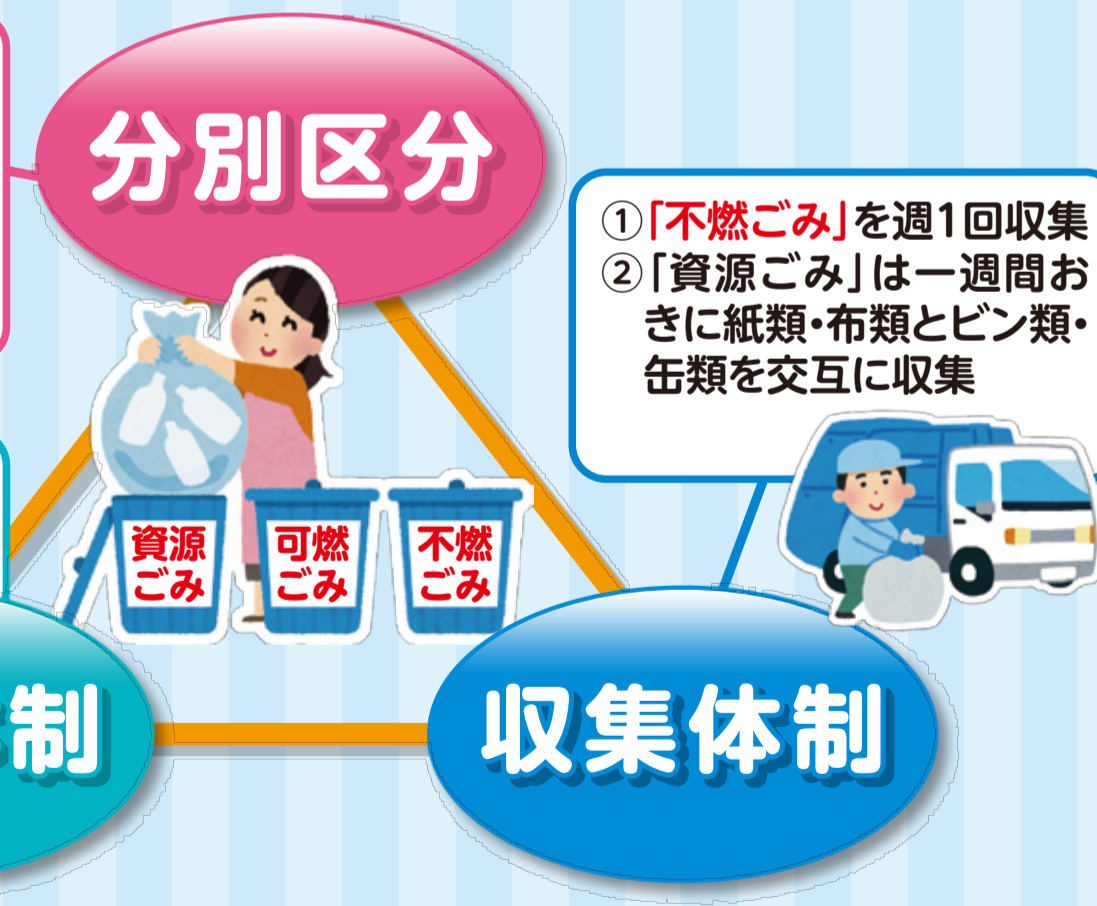 分別区分
①「不燃ごみ」を週1回収集
②「資源ごみ」は一週間お
きに紙類・布類とビン類・
缶類を交互に収集
資源
ごみ
可燃
ごみ
不燃
ごみ
制
収集体制